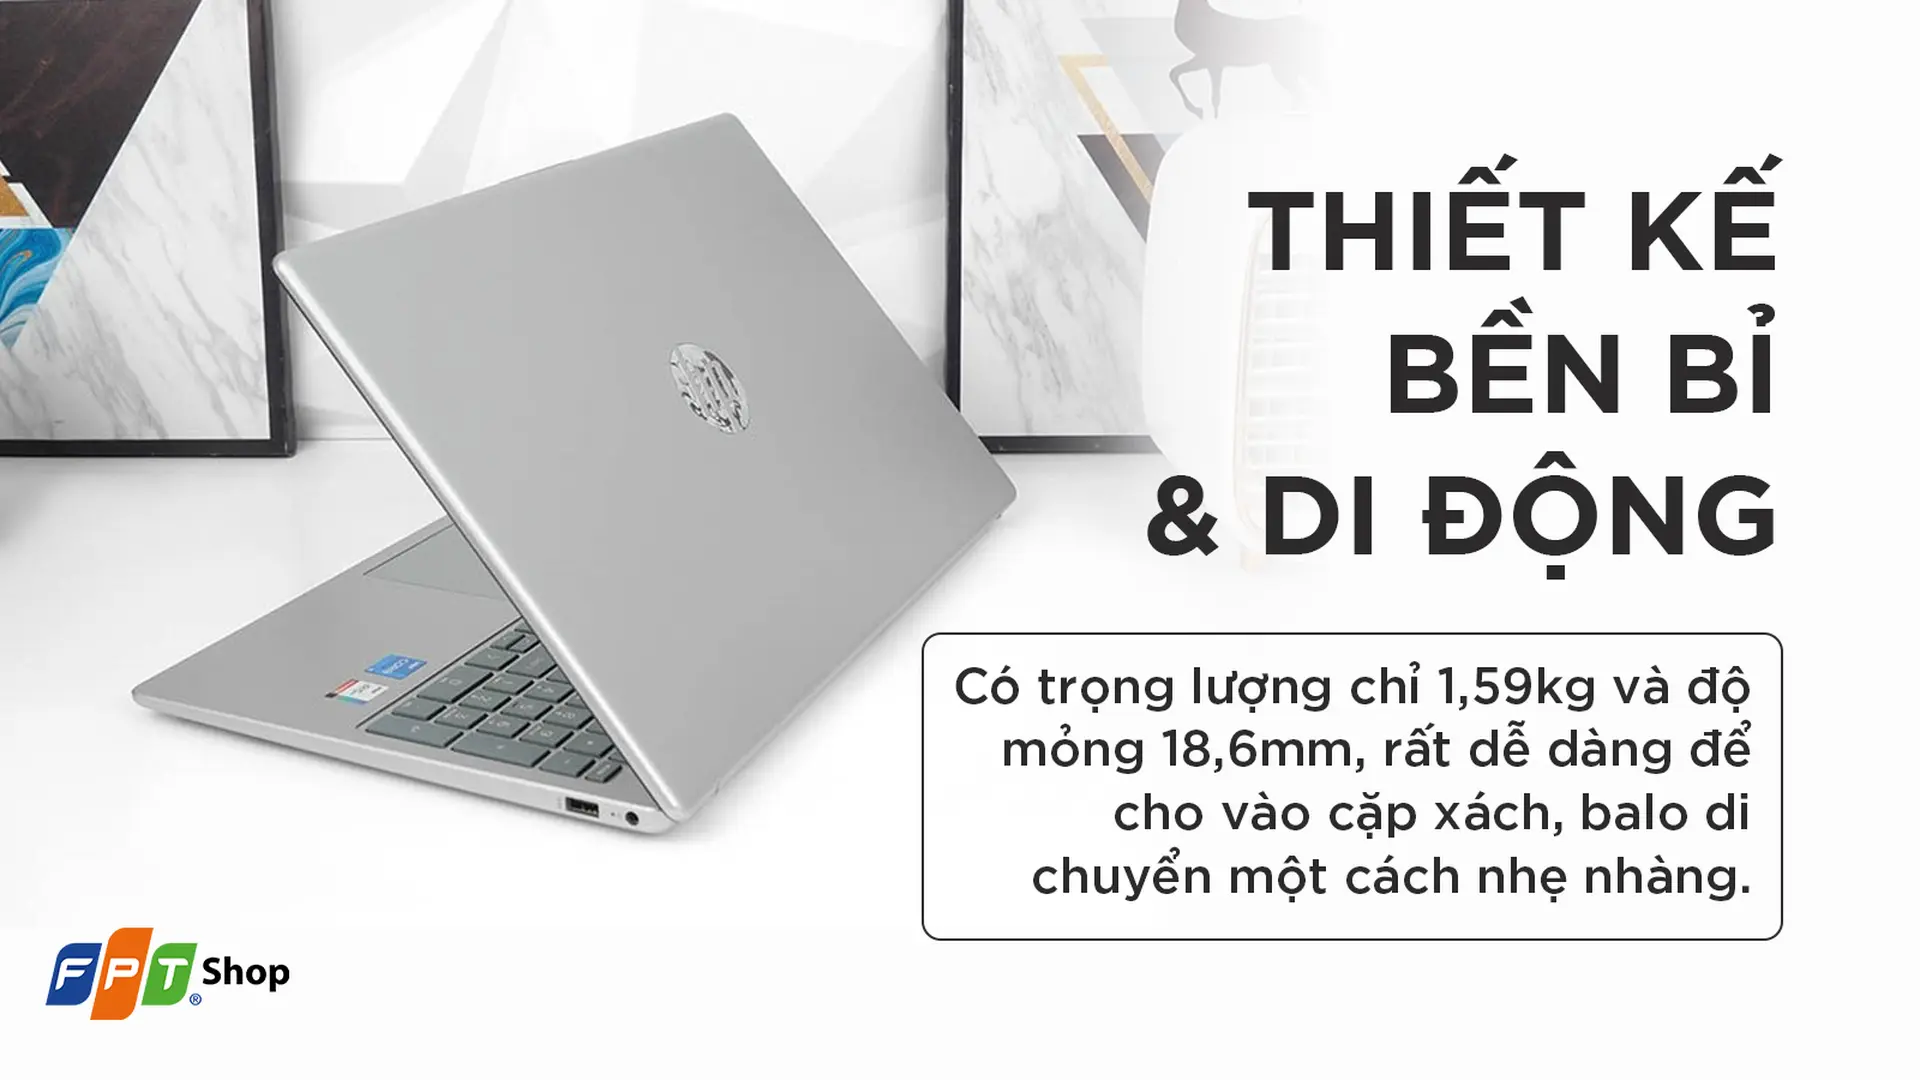 THIẾT KẾ
BỀN BỈ
& DI ĐỘNG
Có trọng lượng chỉ 1,59kg và độ
mỏng 18,6mm, rất dễ dàng để
cho vào cặp xách, balo di
chuyển một cách nhẹ nhàng.
FPT Shop
®